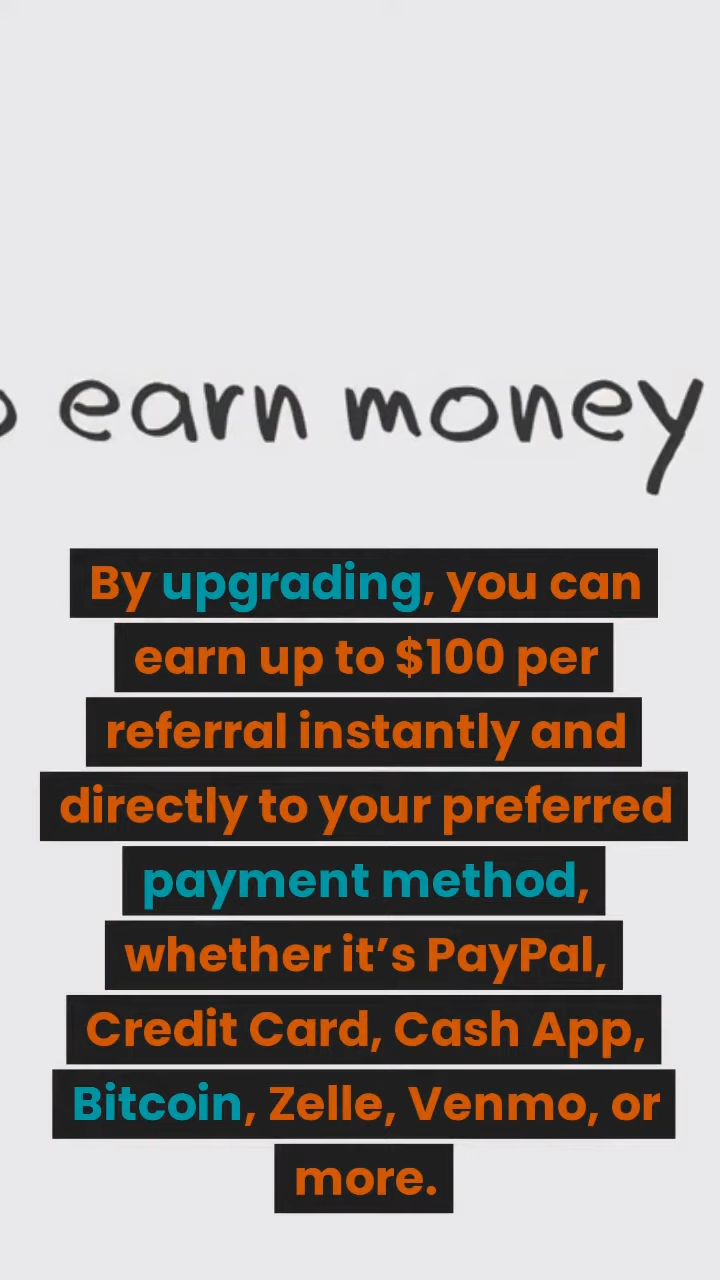 earn money
By upgrading, you can
earn up to $100 per
referral instantly and
directly to your preferred
payment method,
whether it’s PayPal,
Credit Card, Cash App,
Bitcoin, Zelle, Venmo, or
more.